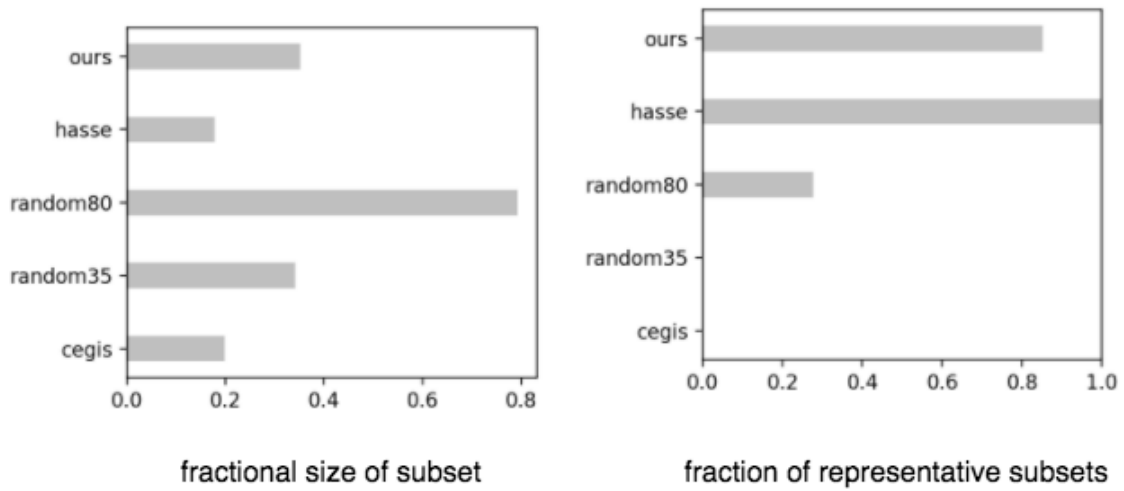 ours
hasse
random80
random35
cegis
0.0 0.2 0.4 0.6 0.8
fractional size of subset
ours
hasse
random80
random35
cegis
0.0 0.2 0.4 0.6 0.8 1.0
fraction of representative subsets